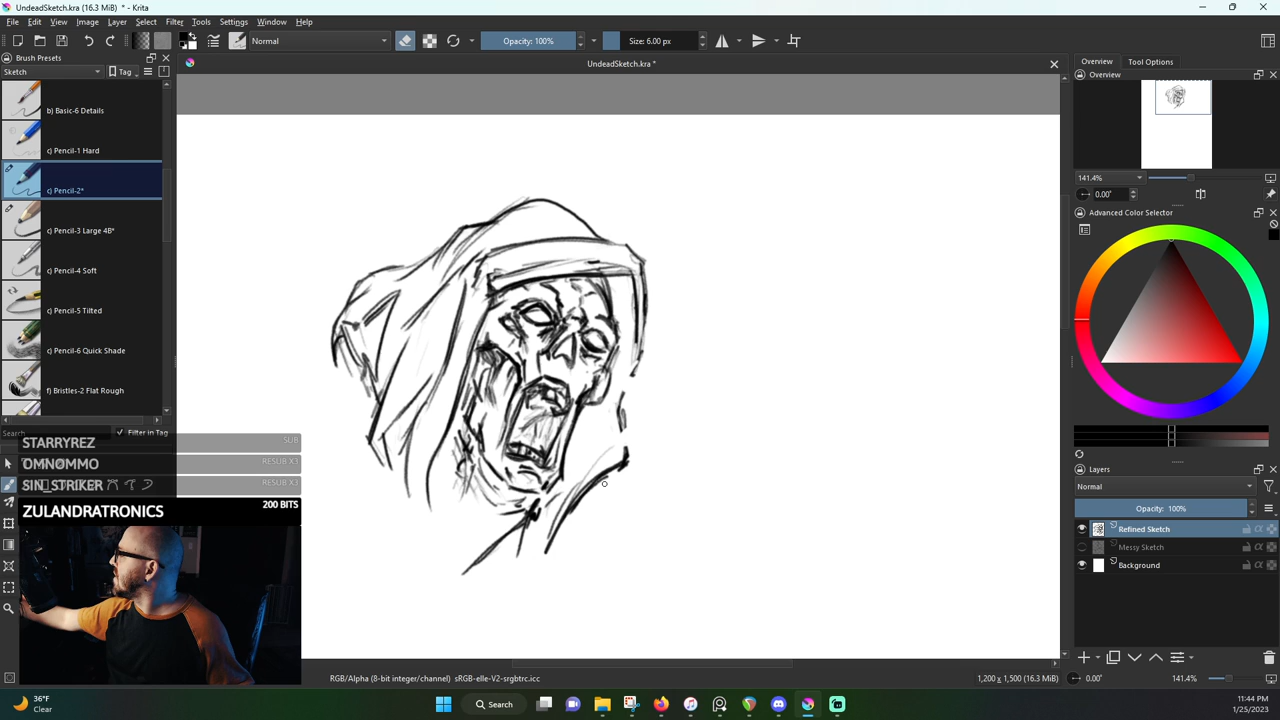 UndeadSketch.kra (16.3 MiB) * - Krita
File Edit View Image Layer Select Filter Tools Settings Window Help
Normal
Opacity: 100%
Size: 6.00 px
Brush Presets
Sketch
Tag
UndeadSketch.kra *
b) Basic-6 Details
c) Pencil-1 Hard
c) Pencil-2*
c) Pencil-3 Large 4B*
c) Pencil-4 Soft
c) Pencil-5 Tilted
c) Pencil-6 Quick Shade
f) Bristles-2 Flat Rough
Search
Filter in Tag
STARRYREZ
SUB
OMNØMMO
RESUB X3
SIN_STRIKER
RESUB X3
ZULANDRATRONICS
200 BITS
Overview Tool Options
Overview
141.4%
0.00°
Advanced Color Selector
Layers
Normal
Opacity: 100%
Refined Sketch
Messy Sketch
Background
RGB/Alpha (8-bit integer/channel) sRGB-elle-V2-srgbtrc.icc
1,200 x 1,500 (16.3 MiB)
0.00°
141.4%
36°F
Clear
Search
11:44 PM
1/25/2023